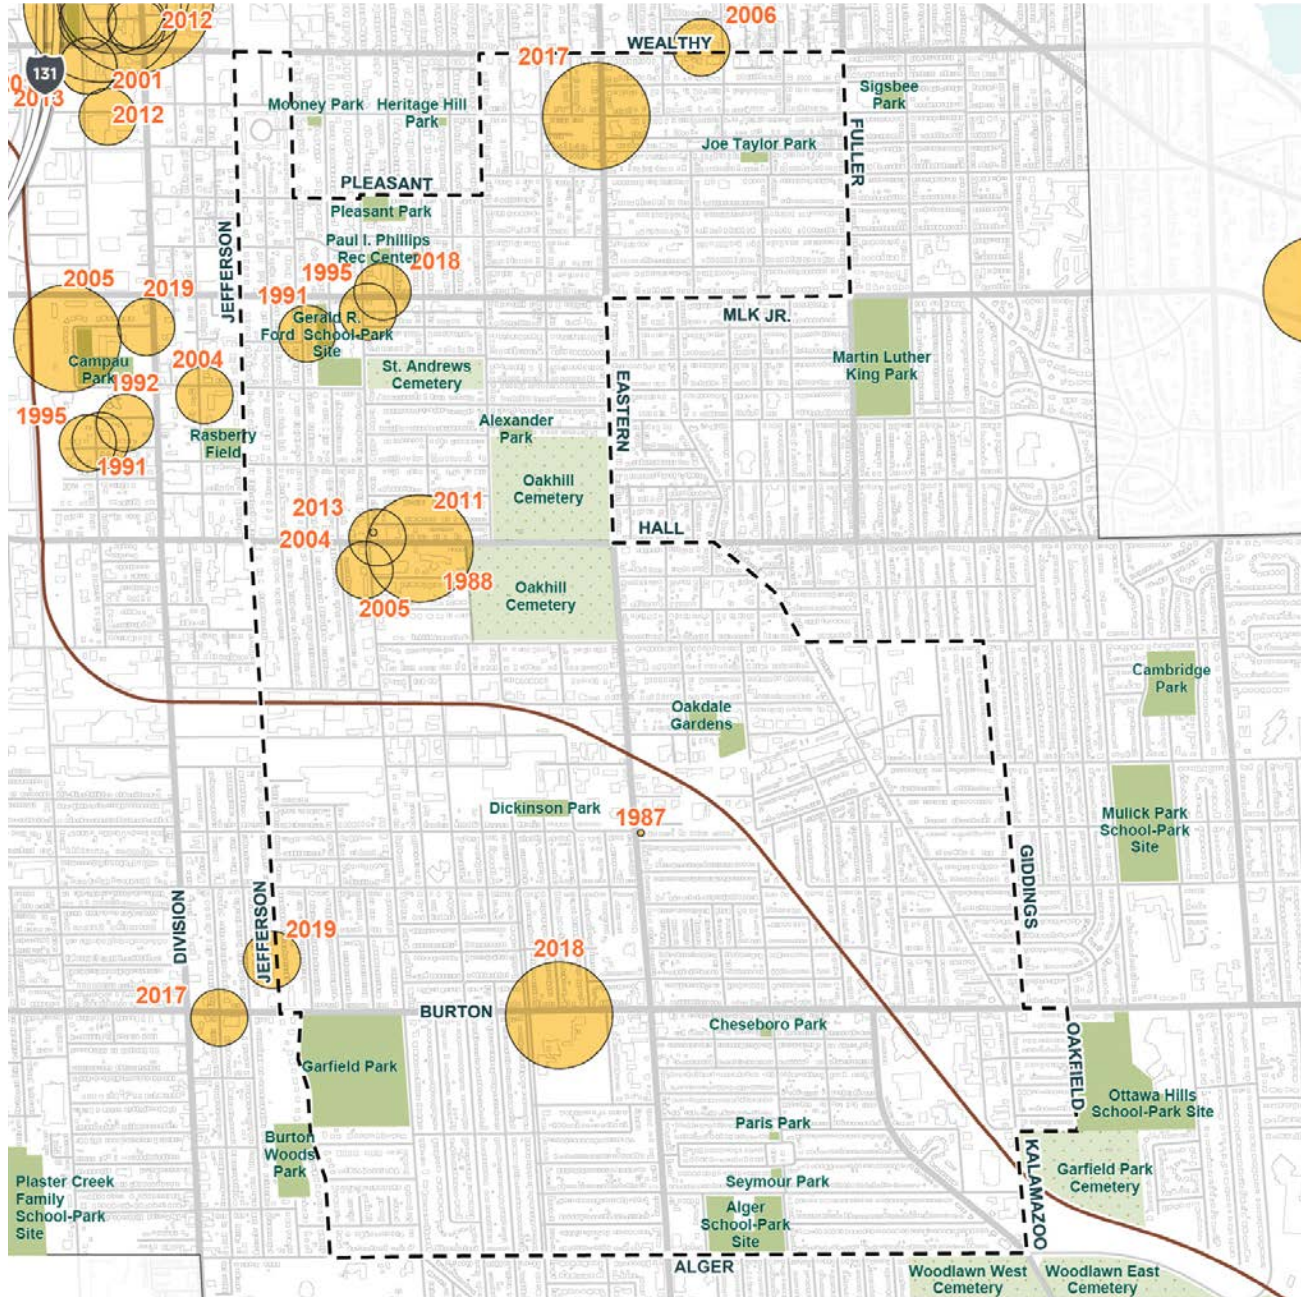 2012
2006
WEALTHY
2017
131
2001
2013
2012
Sigsbee
Park
Mooney Park
Heritage Hill
Park
FULLER
Joe Taylor Park
PLEASANT
Pleasant Park
JEFFERSON
Paul I. Phillips
Rec Center
1995
2018
2005
2019
1991
MLK JR.
Gerald R.
Ford School-Park
Site
St. Andrews
Cemetery
Martin Luther
King Park
Campau
Park
2004
1992
EASTERN
1995
Rasberry
Field
Alexander
Park
1991
Oakhill
Cemetery
2013
2011
2004
HALL
1988
2005
Oakhill
Cemetery
Cambridge
Park
Oakdale
Gardens
Dickinson Park
1987
Mulick Park
School-Park
Site
GIDDINGS
DIVISION
JEFFERSON
2019
2018
2017
BURTON
Cheseboro Park
OAKFIELD
Garfield Park
Ottawa Hills
School-Park Site
Paris Park
Burton
Woods
Park
KALAMAZOO
Garfield Park
Cemetery
Seymour Park
Plaster Creek
Family
School-Park
Site
Alger
School-Park
Site
ALGER
Woodlawn West
Cemetery
Woodlawn East
Cemetery